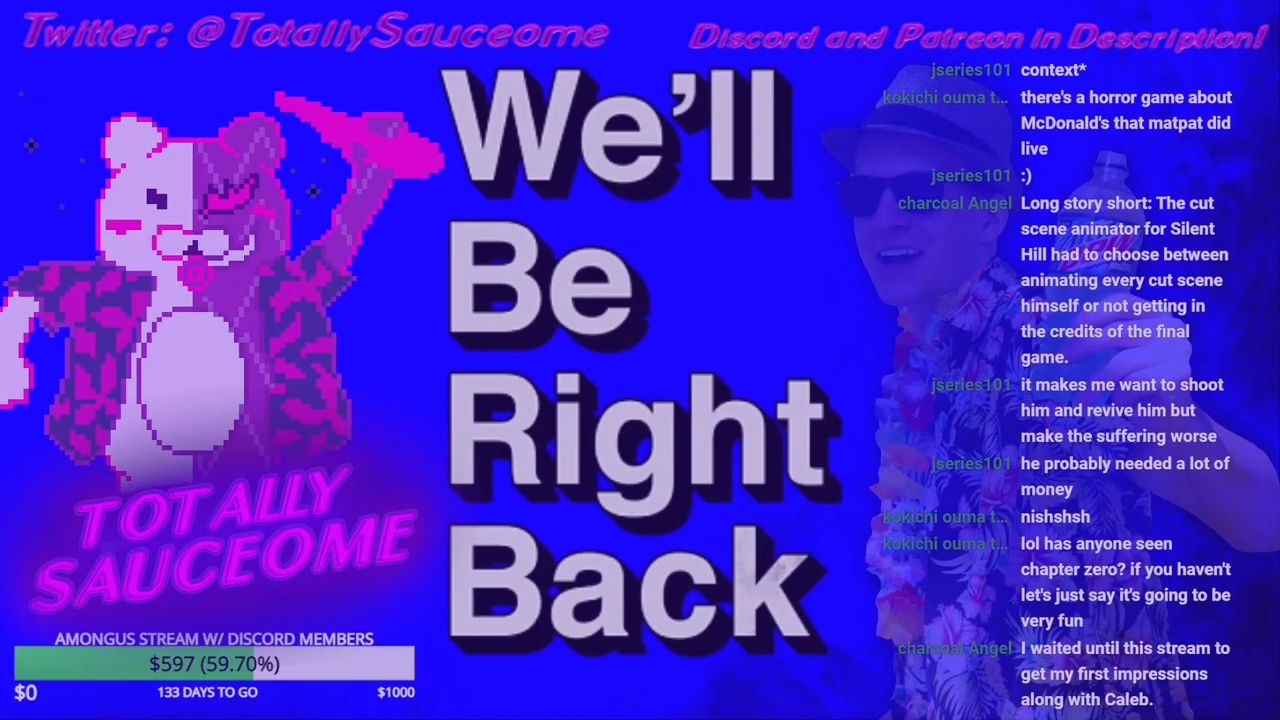 Twitter: @TotallySauceome
Discord and Patreon in Description!
We'll
Be
Right
Back
TOTALLY
SAUCEOME
AMONGUS STREAM W/ DISCORD MEMBERS
$597 (59.70%)
$0 133 DAYS TO GO $1000
jseries101 context*
kokichi ouma t... there's a horror game about
McDonald's that matpat did
live
jseries101 :)
charcoal Angel Long story short: The cut
scene animator for Silent
Hill had to choose between
animating every cut scene
himself or not getting in
the credits of the final
game.
jseries101 it makes me want to shoot
him and revive him but
make the suffering worse
jseries101 he probably needed a lot of
money
kokichi ouma t... nishshsh
kokichi ouma t... lol has anyone seen
chapter zero? if you haven't
let's just say it's going to be
very fun
charcoal Angel I waited until this stream to
get my first impressions
along with Caleb.